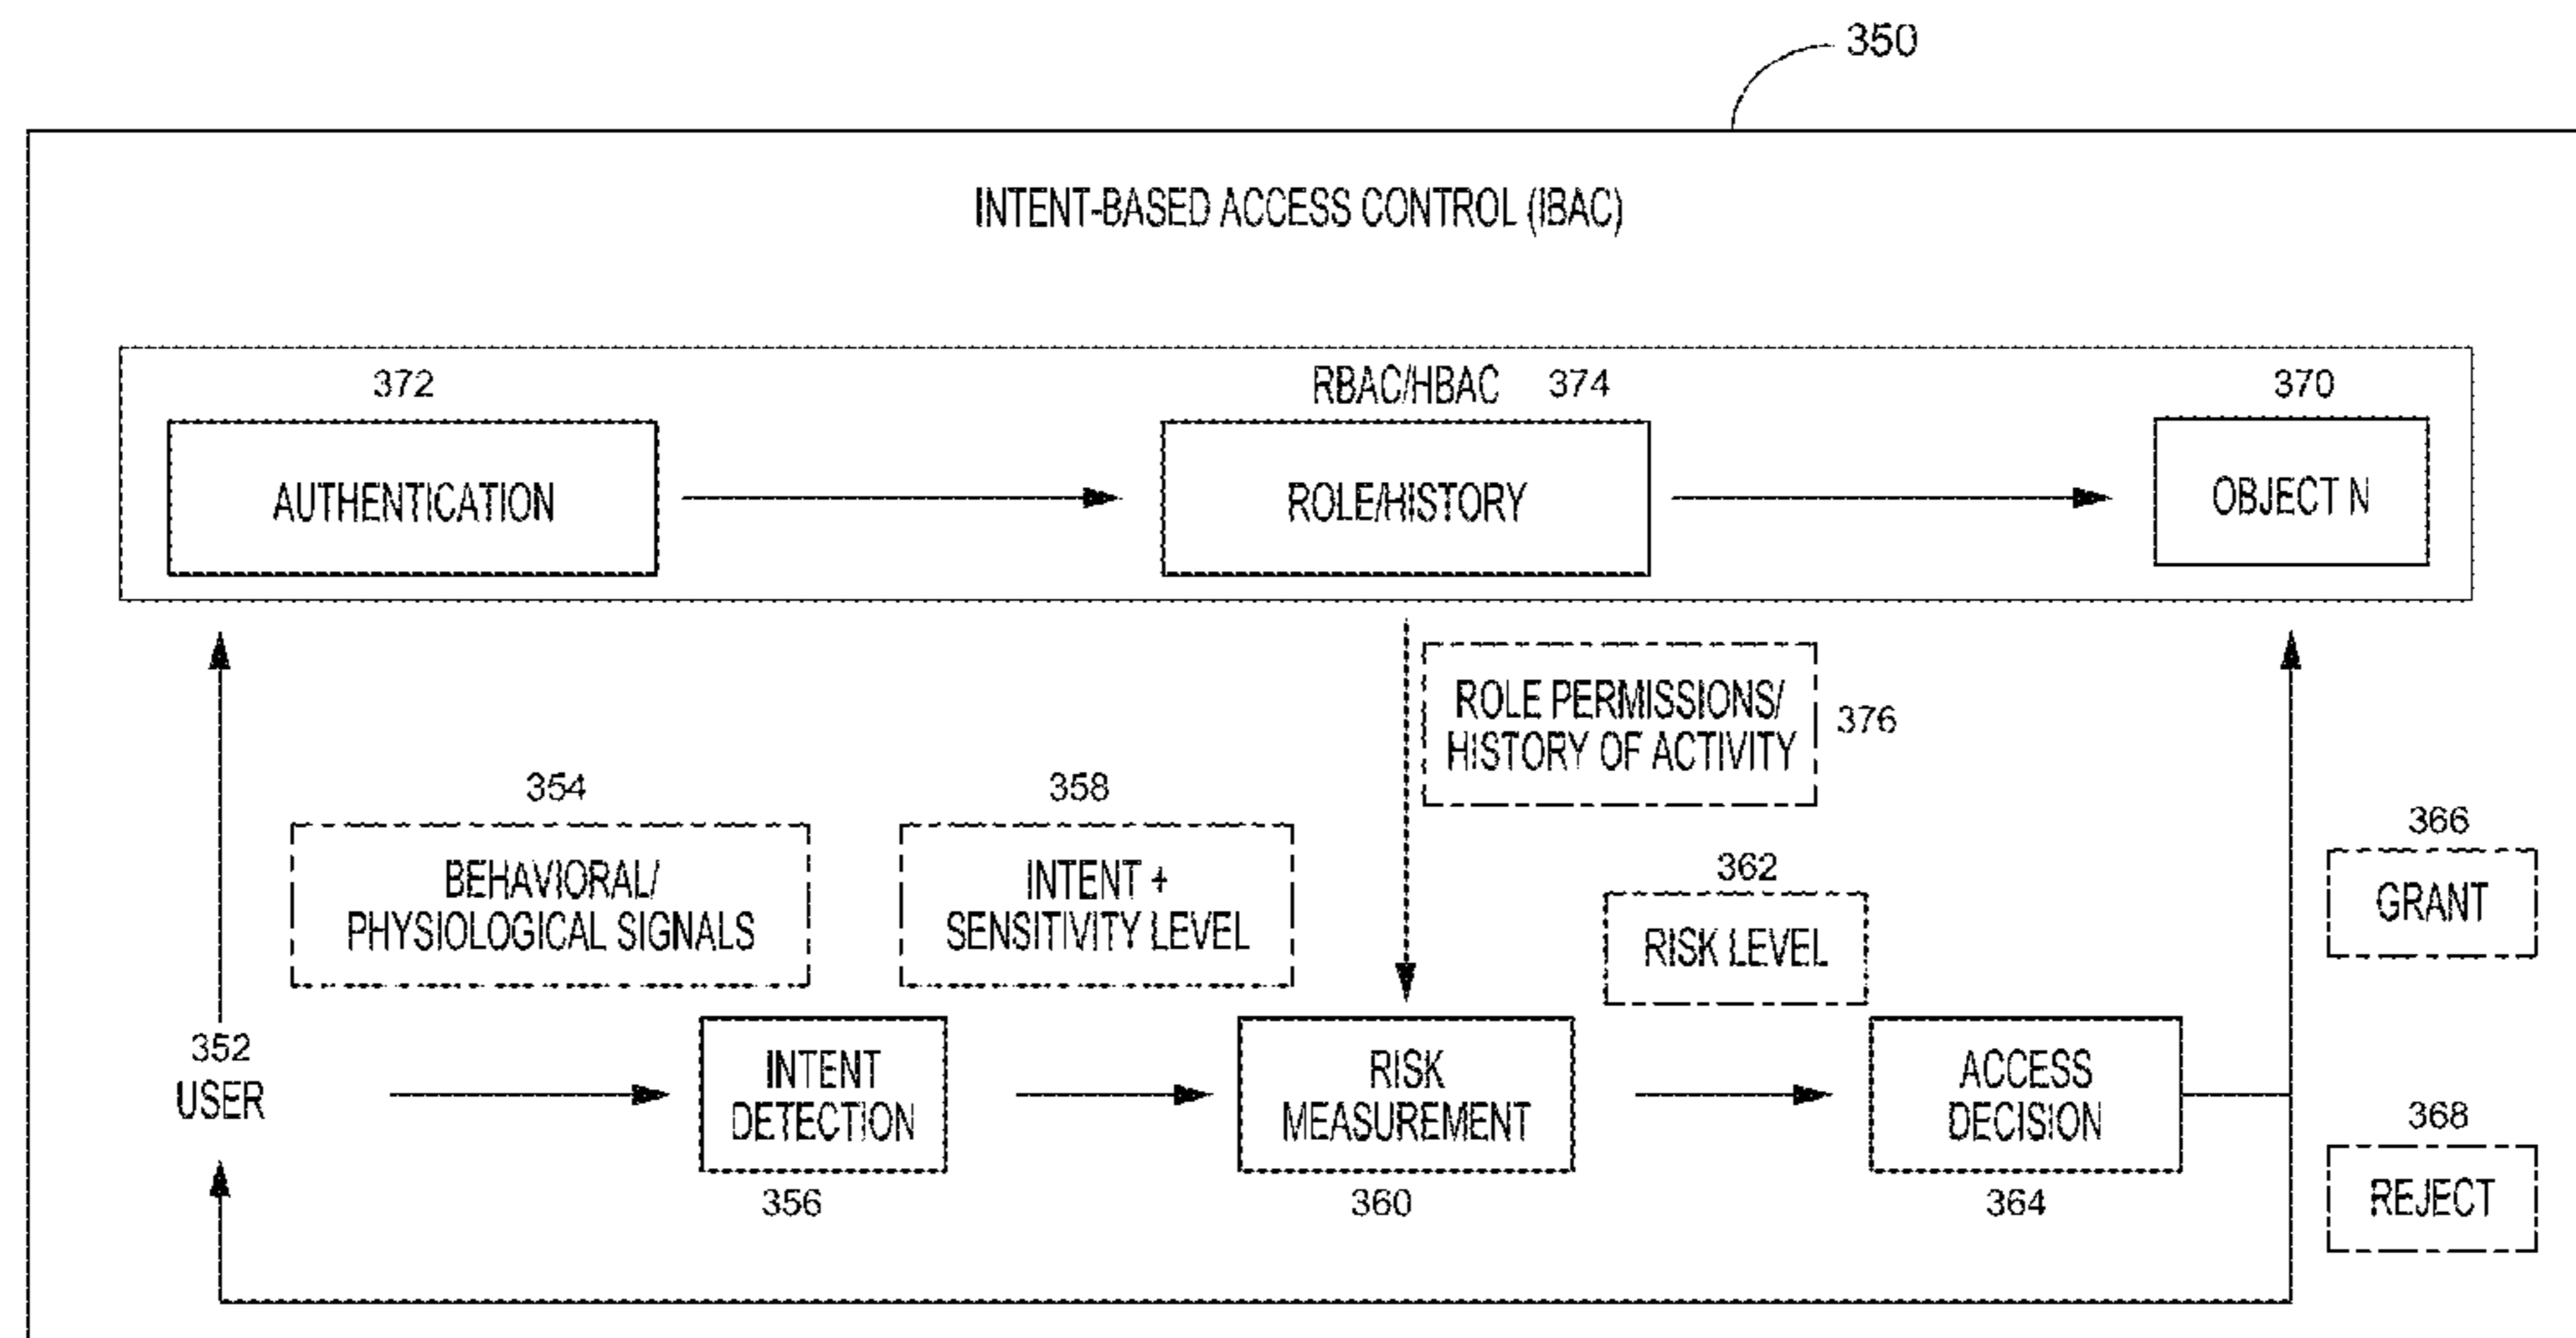 350
INTENT-BASED ACCESS CONTROL (IBAC)
372
RBAC/HBAC 374
370
AUTHENTICATION
ROLE/HISTORY
OBJECT N
ROLE PERMISSIONS/
HISTORY OF ACTIVITY
376
354
BEHAVIORAL/
PHYSIOLOGICAL SIGNALS
358
INTENT +
SENSITIVITY LEVEL
362
RISK LEVEL
366
GRANT
352
USER
INTENT
DETECTION
356
RISK
MEASUREMENT
360
ACCESS
DECISION
364
368
REJECT